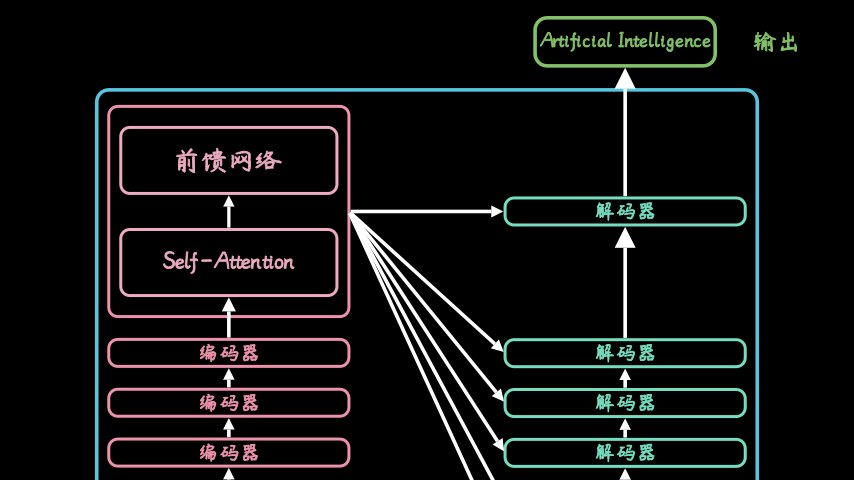 Artificial Intelligence 输出
前馈网络
解码器
Self-Attention
编码器 解码器
编码器 解码器
编码器 解码器